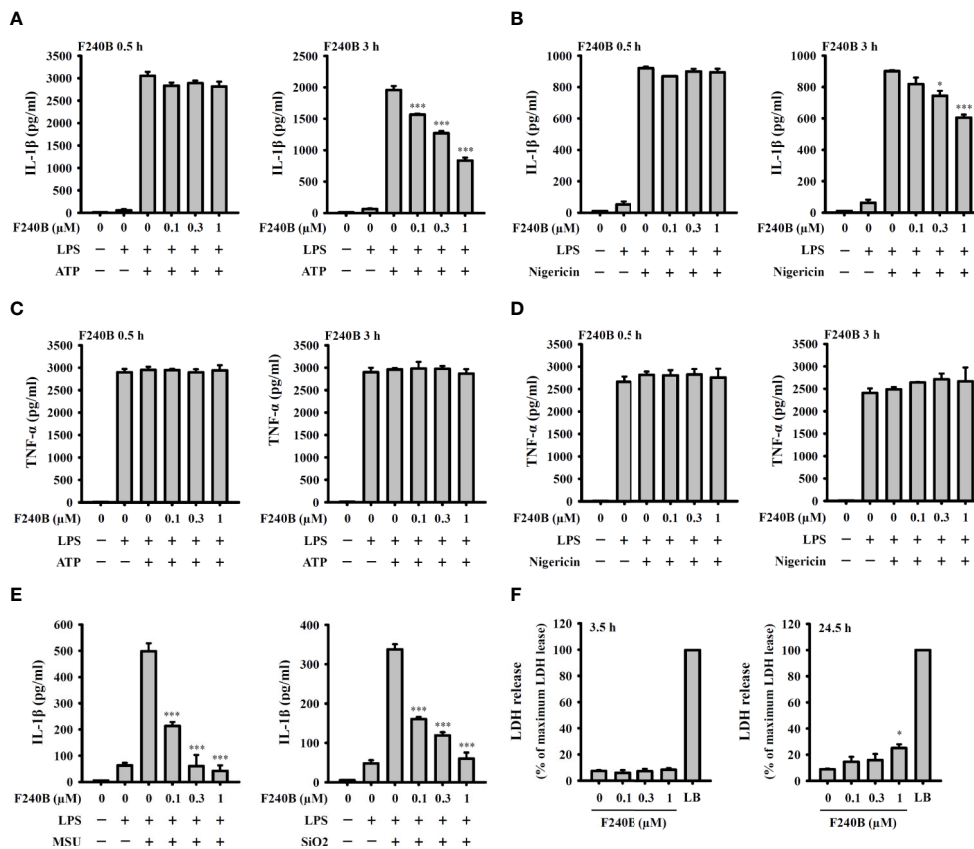 A
F240B 0.5 h
IL-1β (pg/ml)
3500
3000
2500
2000
1500
1000
500
0
F240B (µM) 0 0 0 0.1 0.3 1
LPS — + + + + +
ATP — — + + + +
F240B 3 h
IL-1β (pg/ml)
2500
2000
1500
1000
500
0
*** *** ***
F240B (µM) 0 0 0 0.1 0.3 1
LPS — + + + + +
ATP — — + + + +
B
F240B 0.5 h
IL-1β (pg/ml)
1000
800
600
400
200
0
F240B (µM) 0 0 0 0.1 0.3 1
LPS — + + + + +
Nigericin — — + + + +
F240B 3 h
IL-1β (pg/ml)
1000
800
600
400
200
0
* ***
F240B (µM) 0 0 0 0.1 0.3 1
LPS — + + + + +
Nigericin — — + + + +
C
F240B 0.5 h
TNF-α (pg/ml)
3500
3000
2500
2000
1500
1000
500
0
F240B (µM) 0 0 0 0.1 0.3 1
LPS — + + + + +
ATP — — + + + +
F240B 3 h
TNF-α (pg/ml)
3500
3000
2500
2000
1500
1000
500
0
F240B (µM) 0 0 0 0.1 0.3 1
LPS — + + + + +
ATP — — + + + +
D
F240B 0.5 h
TNF-α (pg/ml)
3500
3000
2500
2000
1500
1000
500
0
F240B (µM) 0 0 0 0.1 0.3 1
LPS — + + + + +
Nigericin — — + + + +
F240B 3 h
TNF-α (pg/ml)
3500
3000
2500
2000
1500
1000
500
0
F240B (µM) 0 0 0 0.1 0.3 1
LPS — + + + + +
Nigericin — — + + + +
E
IL-1β (pg/ml)
600
500
400
300
200
100
0
*** *** ***
F240B (µM) 0 0 0 0.1 0.3 1
LPS — + + + + +
MSU — — + + + +
IL-1β (pg/ml)
400
300
200
100
0
*** *** ***
F240B (µM) 0 0 0 0.1 0.3 1
LPS — + + + + +
SiO2 — — + + + +
F
3.5 h
LDH release
(% of maximum LDH lease)
120
100
80
60
40
20
0
0 0.1 0.3 1 LB
F240B (µM)
24.5 h
LDH release
(% of maximum LDH lease)
120
100
80
60
40
20
0
*
0 0.1 0.3 1 LB
F240B (µM)